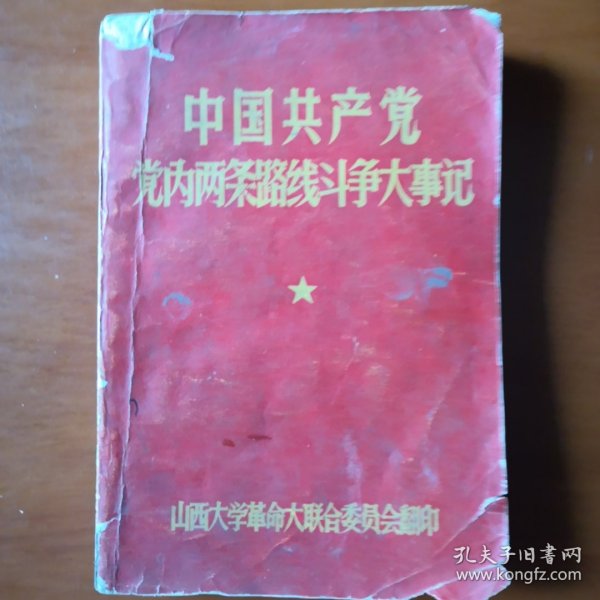 中国共产党
党内两条路线斗争大事记
山西大学革命大联合委员会翻印
孔夫子旧书网
www.kongfz.com